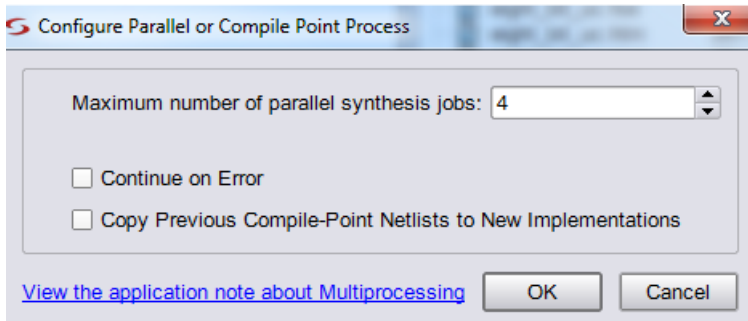 Configure Parallel or Compile Point Process
Maximum number of parallel synthesis jobs: 4
Continue on Error
Copy Previous Compile-Point Netlists to New Implementations
View the application note about Multiprocessing OK Cancel